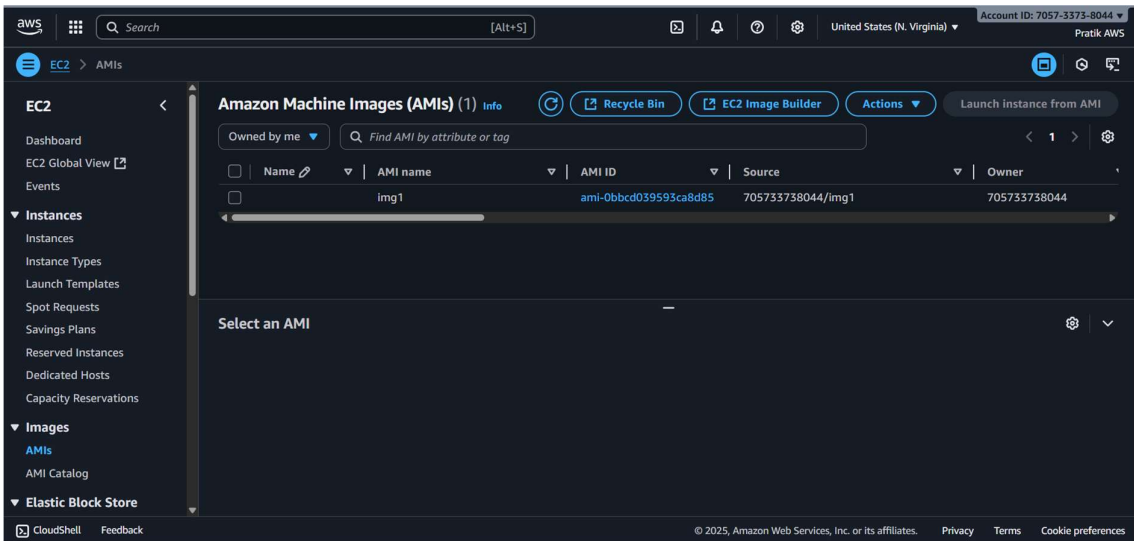 aws Search [Alt+S] United States (N. Virginia) Account ID: 7057-3373-8044
Pratik AWS
EC2 > AMIs
EC2
Dashboard
EC2 Global View
Events
Instances
Instances
Instance Types
Launch Templates
Spot Requests
Savings Plans
Reserved Instances
Dedicated Hosts
Capacity Reservations
Images
AMIs
AMI Catalog
Elastic Block Store
Amazon Machine Images (AMIs) (1) Info Recycle Bin EC2 Image Builder Actions Launch instance from AMI
Owned by me Find AMI by attribute or tag 1
Name AMI name AMI ID Source Owner
img1 ami-0bbcd039593ca8d85 705733738044/img1 705733738044
Select an AMI
CloudShell Feedback © 2025, Amazon Web Services, Inc. or its affiliates. Privacy Terms Cookie preferences